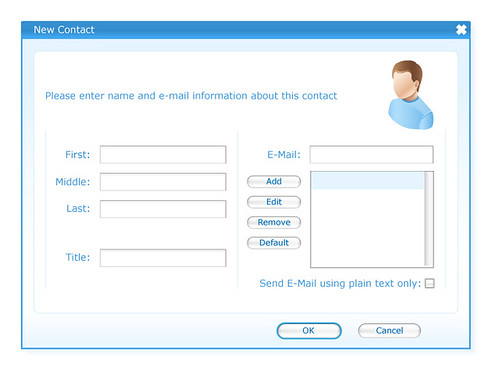 New Contact
Please enter name and e-mail information about this contact
First:
Middle:
Last:
Title:
E-Mail:
Add
Edit
Remove
Default
Send E-Mail using plain text only:
OK
Cancel